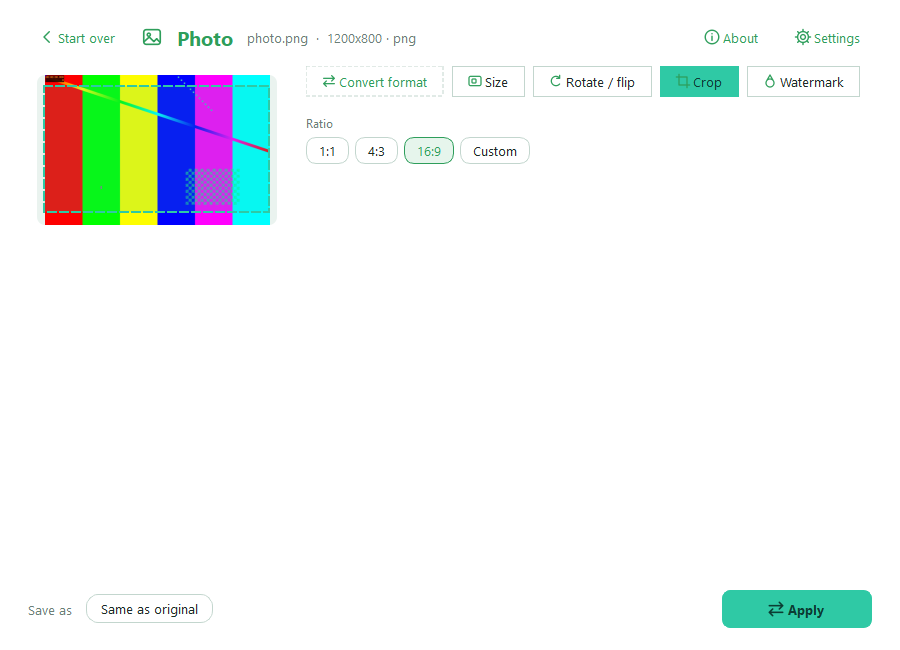 Start over Photo photo.png · 1200x800 · png About Settings
Convert format Size Rotate / flip Crop Watermark
Ratio
1:1 4:3 16:9 Custom
Save as Same as original Apply